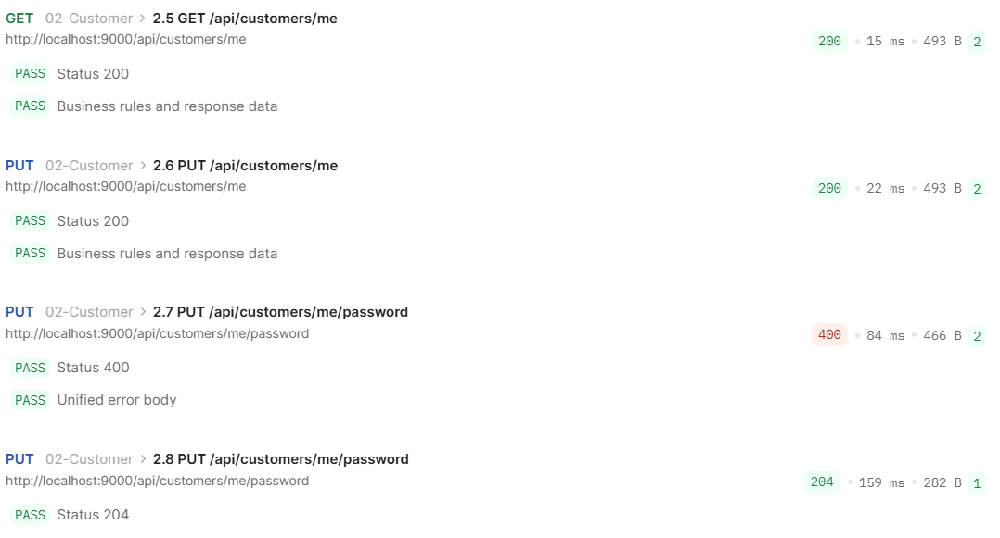 GET 02-Customer > 2.5 GET /api/customers/me
http://localhost:9000/api/customers/me
200 • 15 ms • 493 B 2
PASS Status 200
PASS Business rules and response data
PUT 02-Customer > 2.6 PUT /api/customers/me
http://localhost:9000/api/customers/me
200 • 22 ms • 493 B 2
PASS Status 200
PASS Business rules and response data
PUT 02-Customer > 2.7 PUT /api/customers/me/password
http://localhost:9000/api/customers/me/password
400 • 84 ms • 466 B 2
PASS Status 400
PASS Unified error body
PUT 02-Customer > 2.8 PUT /api/customers/me/password
http://localhost:9000/api/customers/me/password
204 • 159 ms • 282 B 1
PASS Status 204